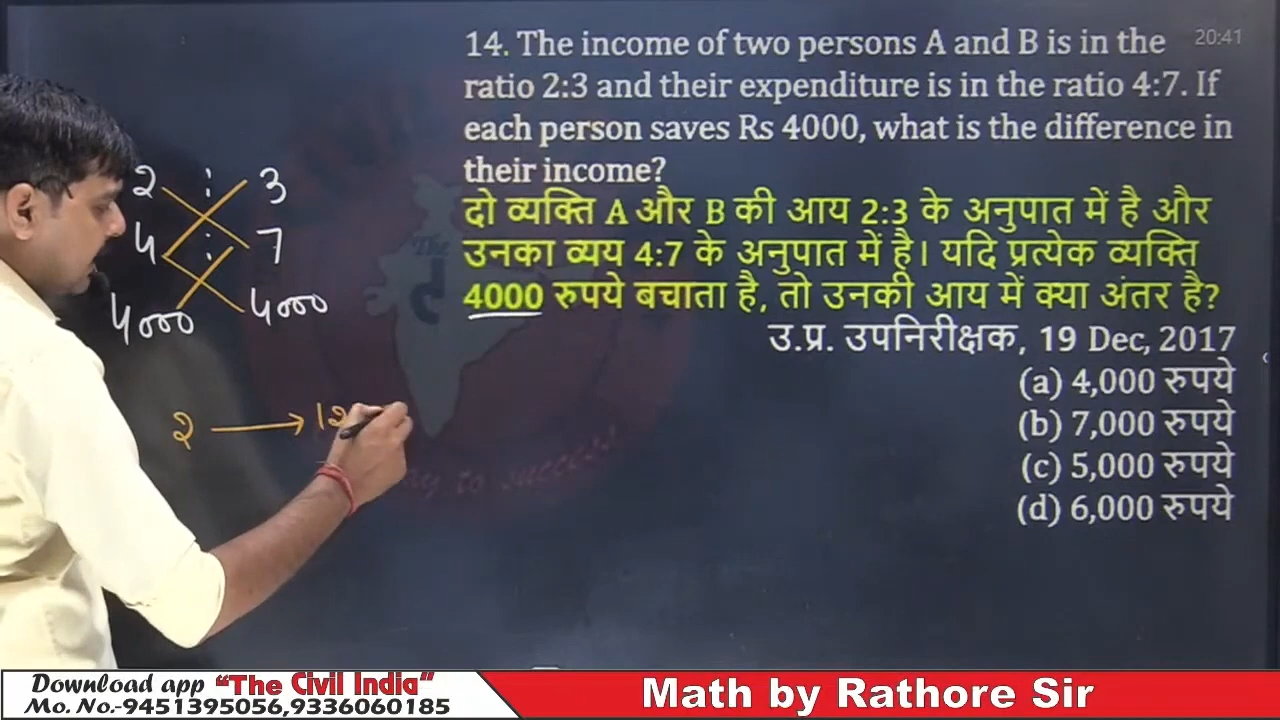 14. The income of two persons A and B is in the
20:41
ratio 2:3 and their expenditure is in the ratio 4:7. If
each person saves Rs 4000, what is the difference in
their income?
दो व्यक्ति A और B की आय 2:3 के अनुपात में है और
उनका व्यय 4:7 के अनुपात में है। यदि प्रत्येक व्यक्ति
4000 रुपये बचाता है, तो उनकी आय में क्या अंतर है?
उ.प्र. उपनिरीक्षक, 19 Dec, 2017
(a) 4,000 रुपये
(b) 7,000 रुपये
(c) 5,000 रुपये
(d) 6,000 रुपये
2 : 3
4 : 7
4000 4000
2 → 12
to success
Download app "The Civil India"
Mo. No.-9451395056,9336060185
Math by Rathore Sir